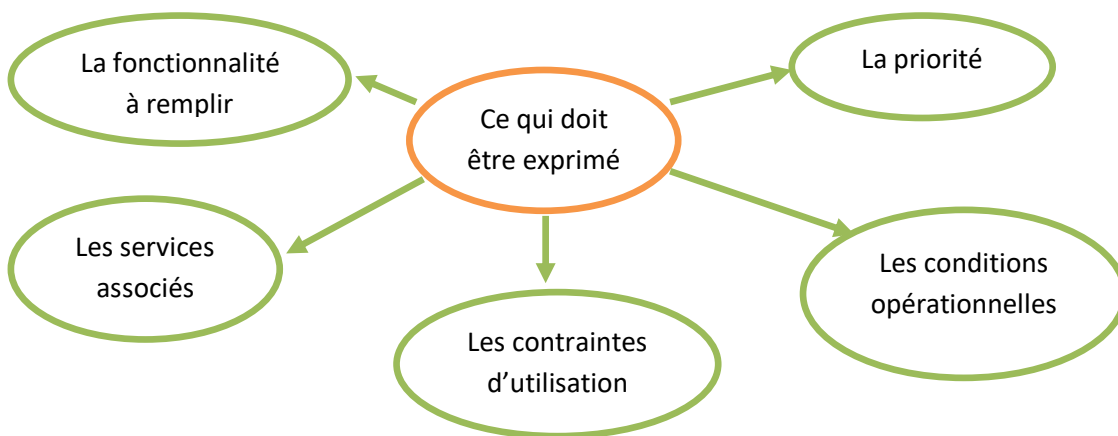 La fonctionnalité
à remplir
La priorité
Ce qui doit
être exprimé
Les services
associés
Les conditions
opérationnelles
Les contraintes
d’utilisation